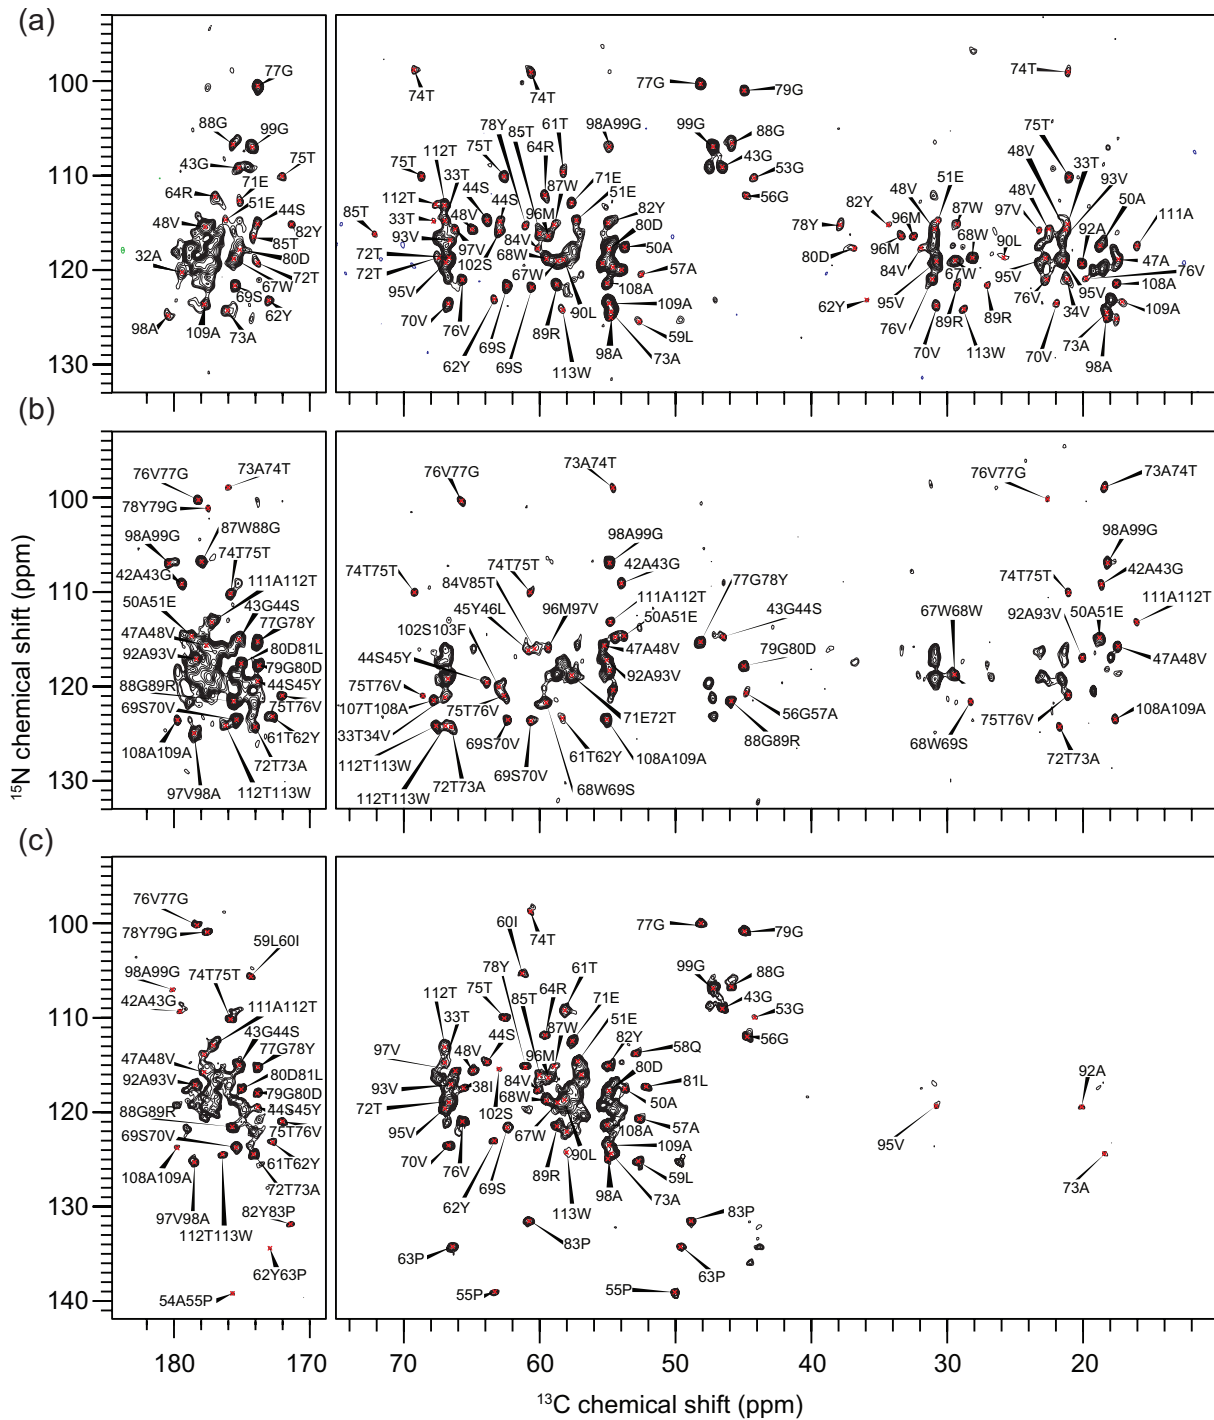 (a)
77G
88G
99G
43G
75T
71E
64R
51E
48V
44S
82Y
85T
80D
32A
72T
67W
69S
62Y
98A
109A
73A
74T
74T
77G
79G
74T
61T
78Y
85T
98A99G
99G
88G
75T
112T
75T
64R
43G
53G
56G
33T
87W
71E
44S
51E
112T
82Y
85T
33T
48V
96M
80D
93V
84V
50A
97V
68W
72T
102S
57A
72T
67W
108A
95V
109A
70V
76V
89R
90L
59L
62Y
69S
69S
113W
98A
73A
75T
48V
33T
93V
51E
48V
50A
82Y
87W
97V
78Y
96M
68W
92A
111A
80D
96M
90L
84V
47A
67W
95V
76V
62Y
95V
76V
108A
76V
89R
89R
34V
109A
70V
113W
70V
73A
98A
100
110
120
130
(b)
76V77G
73A74T
78Y79G
98A99G
87W88G
74T75T
42A43G
111A112T
50A51E
43G44S
47A48V
77G78Y
92A93V
80D81L
79G80D
88G89R
44S45Y
69S70V
75T76V
61T62Y
108A109A
72T73A
97V98A
112T113W
76V77G
73A74T
98A99G
74T75T
74T75T
42A43G
84V85T
77G78Y
111A112T
45Y46L
96M97V
43G44S
50A51E
102S103F
47A48V
79G80D
44S45Y
92A93V
75T76V
75T76V
56G57A
107T108A
71E72T
33T34V
69S70V
61T62Y
88G89R
108A109A
112T113W
72T73A
69S70V
68W69S
76V77G
73A74T
98A99G
74T75T
42A43G
67W68W
92A93V
50A51E
111A112T
47A48V
75T76V
68W69S
108A109A
72T73A
100
110
120
130
¹⁵N chemical shift (ppm)
(c)
76V77G
78Y79G
59L60I
98A99G
74T75T
42A43G
111A112T
43G44S
47A48V
77G78Y
92A93V
80D81L
79G80D
88G89R
44S45Y
69S70V
75T76V
61T62Y
108A109A
72T73A
97V98A
82Y83P
112T113W
62Y63P
54A55P
60I
74T
77G
79G
78Y
61T
99G
88G
75T
85T
64R
43G
53G
112T
71E
56G
33T
44S
87W
51E
97V
48V
96M
82Y
58Q
80D
93V
38I
84V
81L
68W
50A
72T
102S
57A
67W
108A
95V
109A
70V
76V
89R
90L
59L
62Y
69S
113W
98A
73A
63P
83P
83P
63P
55P
55P
92A
95V
73A
100
110
120
130
140
180
170
70
60
50
40
30
20
¹³C chemical shift (ppm)